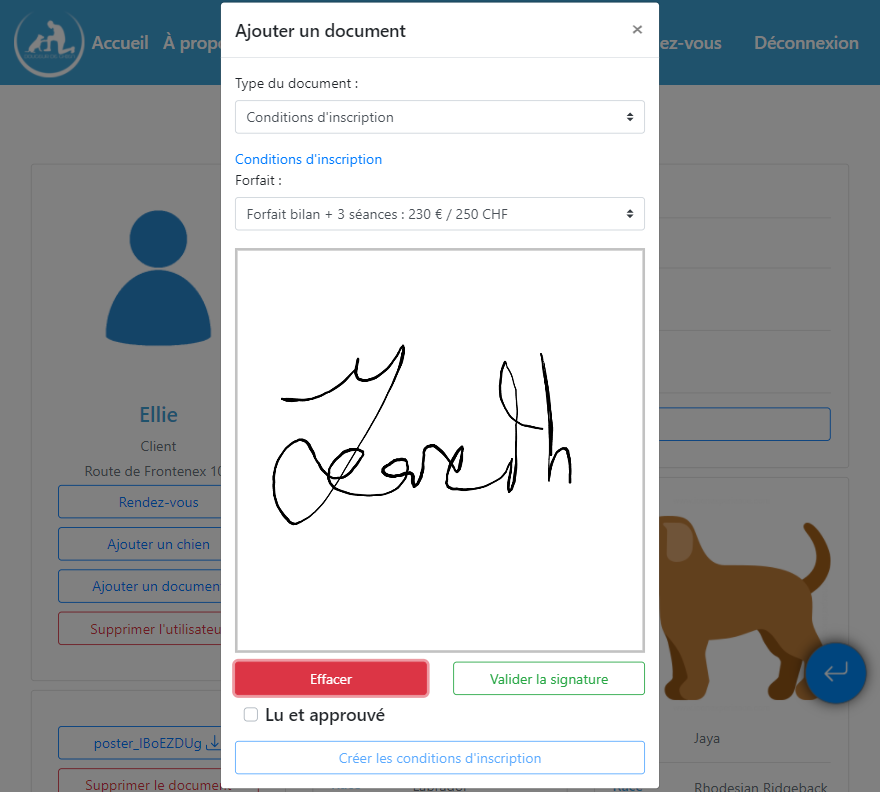 Accueil
À propo
ez-vous
Déconnexion
Ajouter un document
×
Type du document :
Conditions d'inscription
Conditions d'inscription
Forfait :
Forfait bilan + 3 séances : 230 € / 250 CHF
Effacer
Valider la signature
Lu et approuvé
Créer les conditions d'inscription
Ellie
Client
Route de Frontenex 10
Rendez-vous
Ajouter un chien
Ajouter un document
Supprimer l'utilisateu
poster_lBoEZDUg
Supprimer le document
Race
Labrador
Jaya
Race
Rhodesian Ridgeback